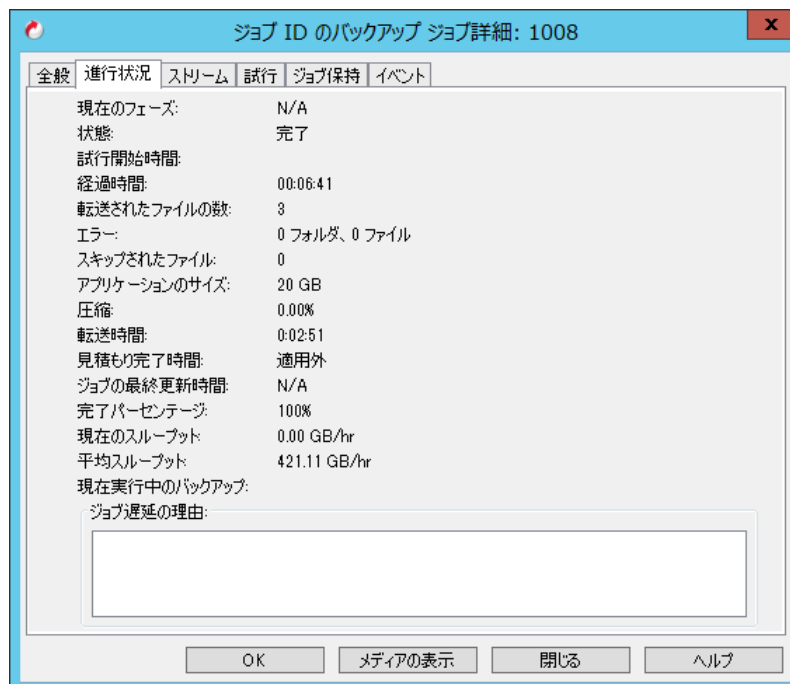 ジョブ ID のバックアップ ジョブ詳細: 1008
x
全般 進行状況 ストリーム 試行 ジョブ保持 イベント
現在のフェーズ: N/A
状態: 完了
試行開始時間:
経過時間: 00:06:41
転送されたファイルの数: 3
エラー: 0 フォルダ、0 ファイル
スキップされたファイル: 0
アプリケーションのサイズ: 20 GB
圧縮: 0.00%
転送時間: 0:02:51
見積もり完了時間: 適用外
ジョブの最終更新時間: N/A
完了パーセンテージ: 100%
現在のスループット: 0.00 GB/hr
平均スループット: 421.11 GB/hr
現在実行中のバックアップ:
ジョブ遅延の理由:
OK メディアの表示 閉じる ヘルプ